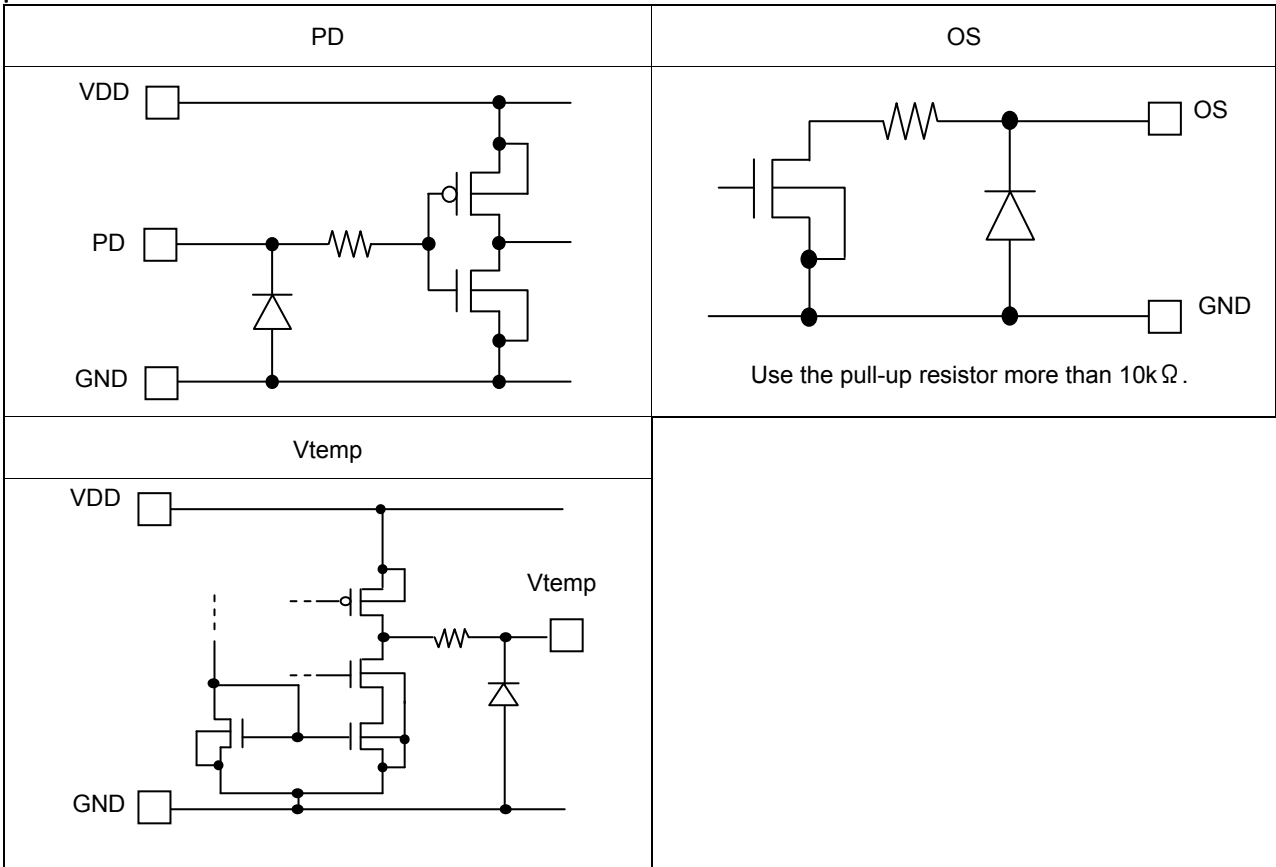 PD
OS
VDD
PD
GND
OS
GND
Use the pull-up resistor more than 10kΩ.
Vtemp
VDD
Vtemp
GND